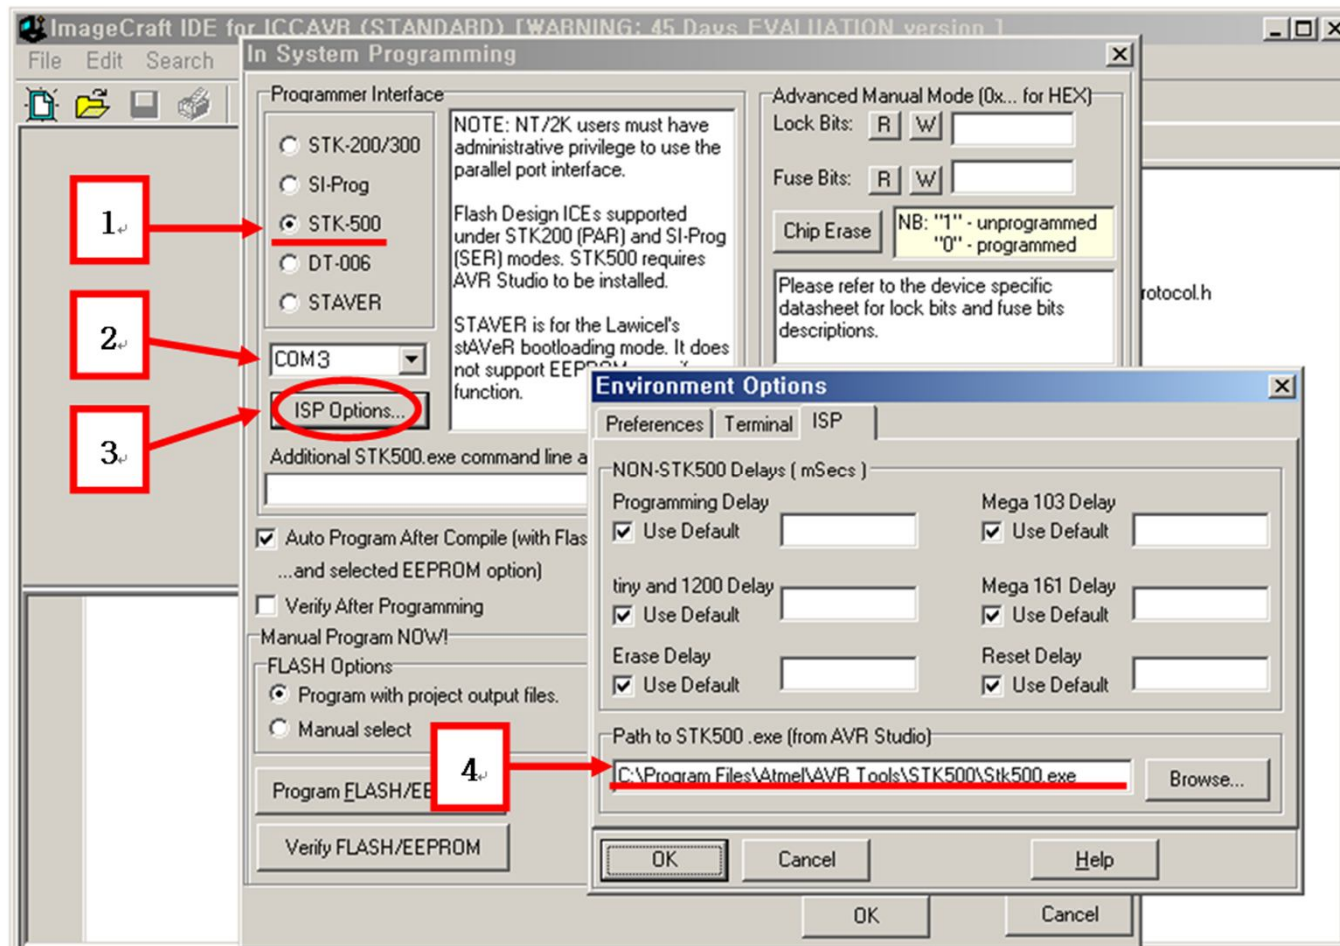 ImageCraft IDE for ICCAVR (STANDARD) [WARNING: 45 Days EVALUATION version ]
File Edit Search
In System Programming
Programmer Interface
STK-200/300
SI-Prog
STK-500
DT-006
STAVER
COM3
ISP Options...
NOTE: NT/2K users must have
administrative privilege to use the
parallel port interface.
Flash Design ICEs supported
under STK200 (PAR) and SI-Prog
(SER) modes. STK500 requires
AVR Studio to be installed.
STAVER is for the Lawicel's
stAVeR bootloading mode. It does
not support
function.
Additional STK500.exe command line a
Auto Program After Compile (with Flas
...and selected EEPROM option)
Verify After Programming
Manual Program NOW!
FLASH Options
Program with project output files.
Manual select
Program FLASH/EE
Verify FLASH/EEPROM
Advanced Manual Mode (0x... for HEX)
Lock Bits: R W
Fuse Bits: R W
Chip Erase
NB: "1" - unprogrammed
"0" - programmed
Please refer to the device specific
datasheet for lock bits and fuse bits
descriptions.
rotocol.h
OK Cancel
Environment Options
Preferences Terminal ISP
NON-STK500 Delays ( mSecs )
Programming Delay
Use Default
Mega 103 Delay
Use Default
tiny and 1200 Delay
Use Default
Mega 161 Delay
Use Default
Erase Delay
Use Default
Reset Delay
Use Default
Path to STK500 .exe (from AVR Studio)
C:\Program Files\Atmel\AVR Tools\STK500\Stk500.exe
Browse...
OK Cancel Help
1
2
3
4